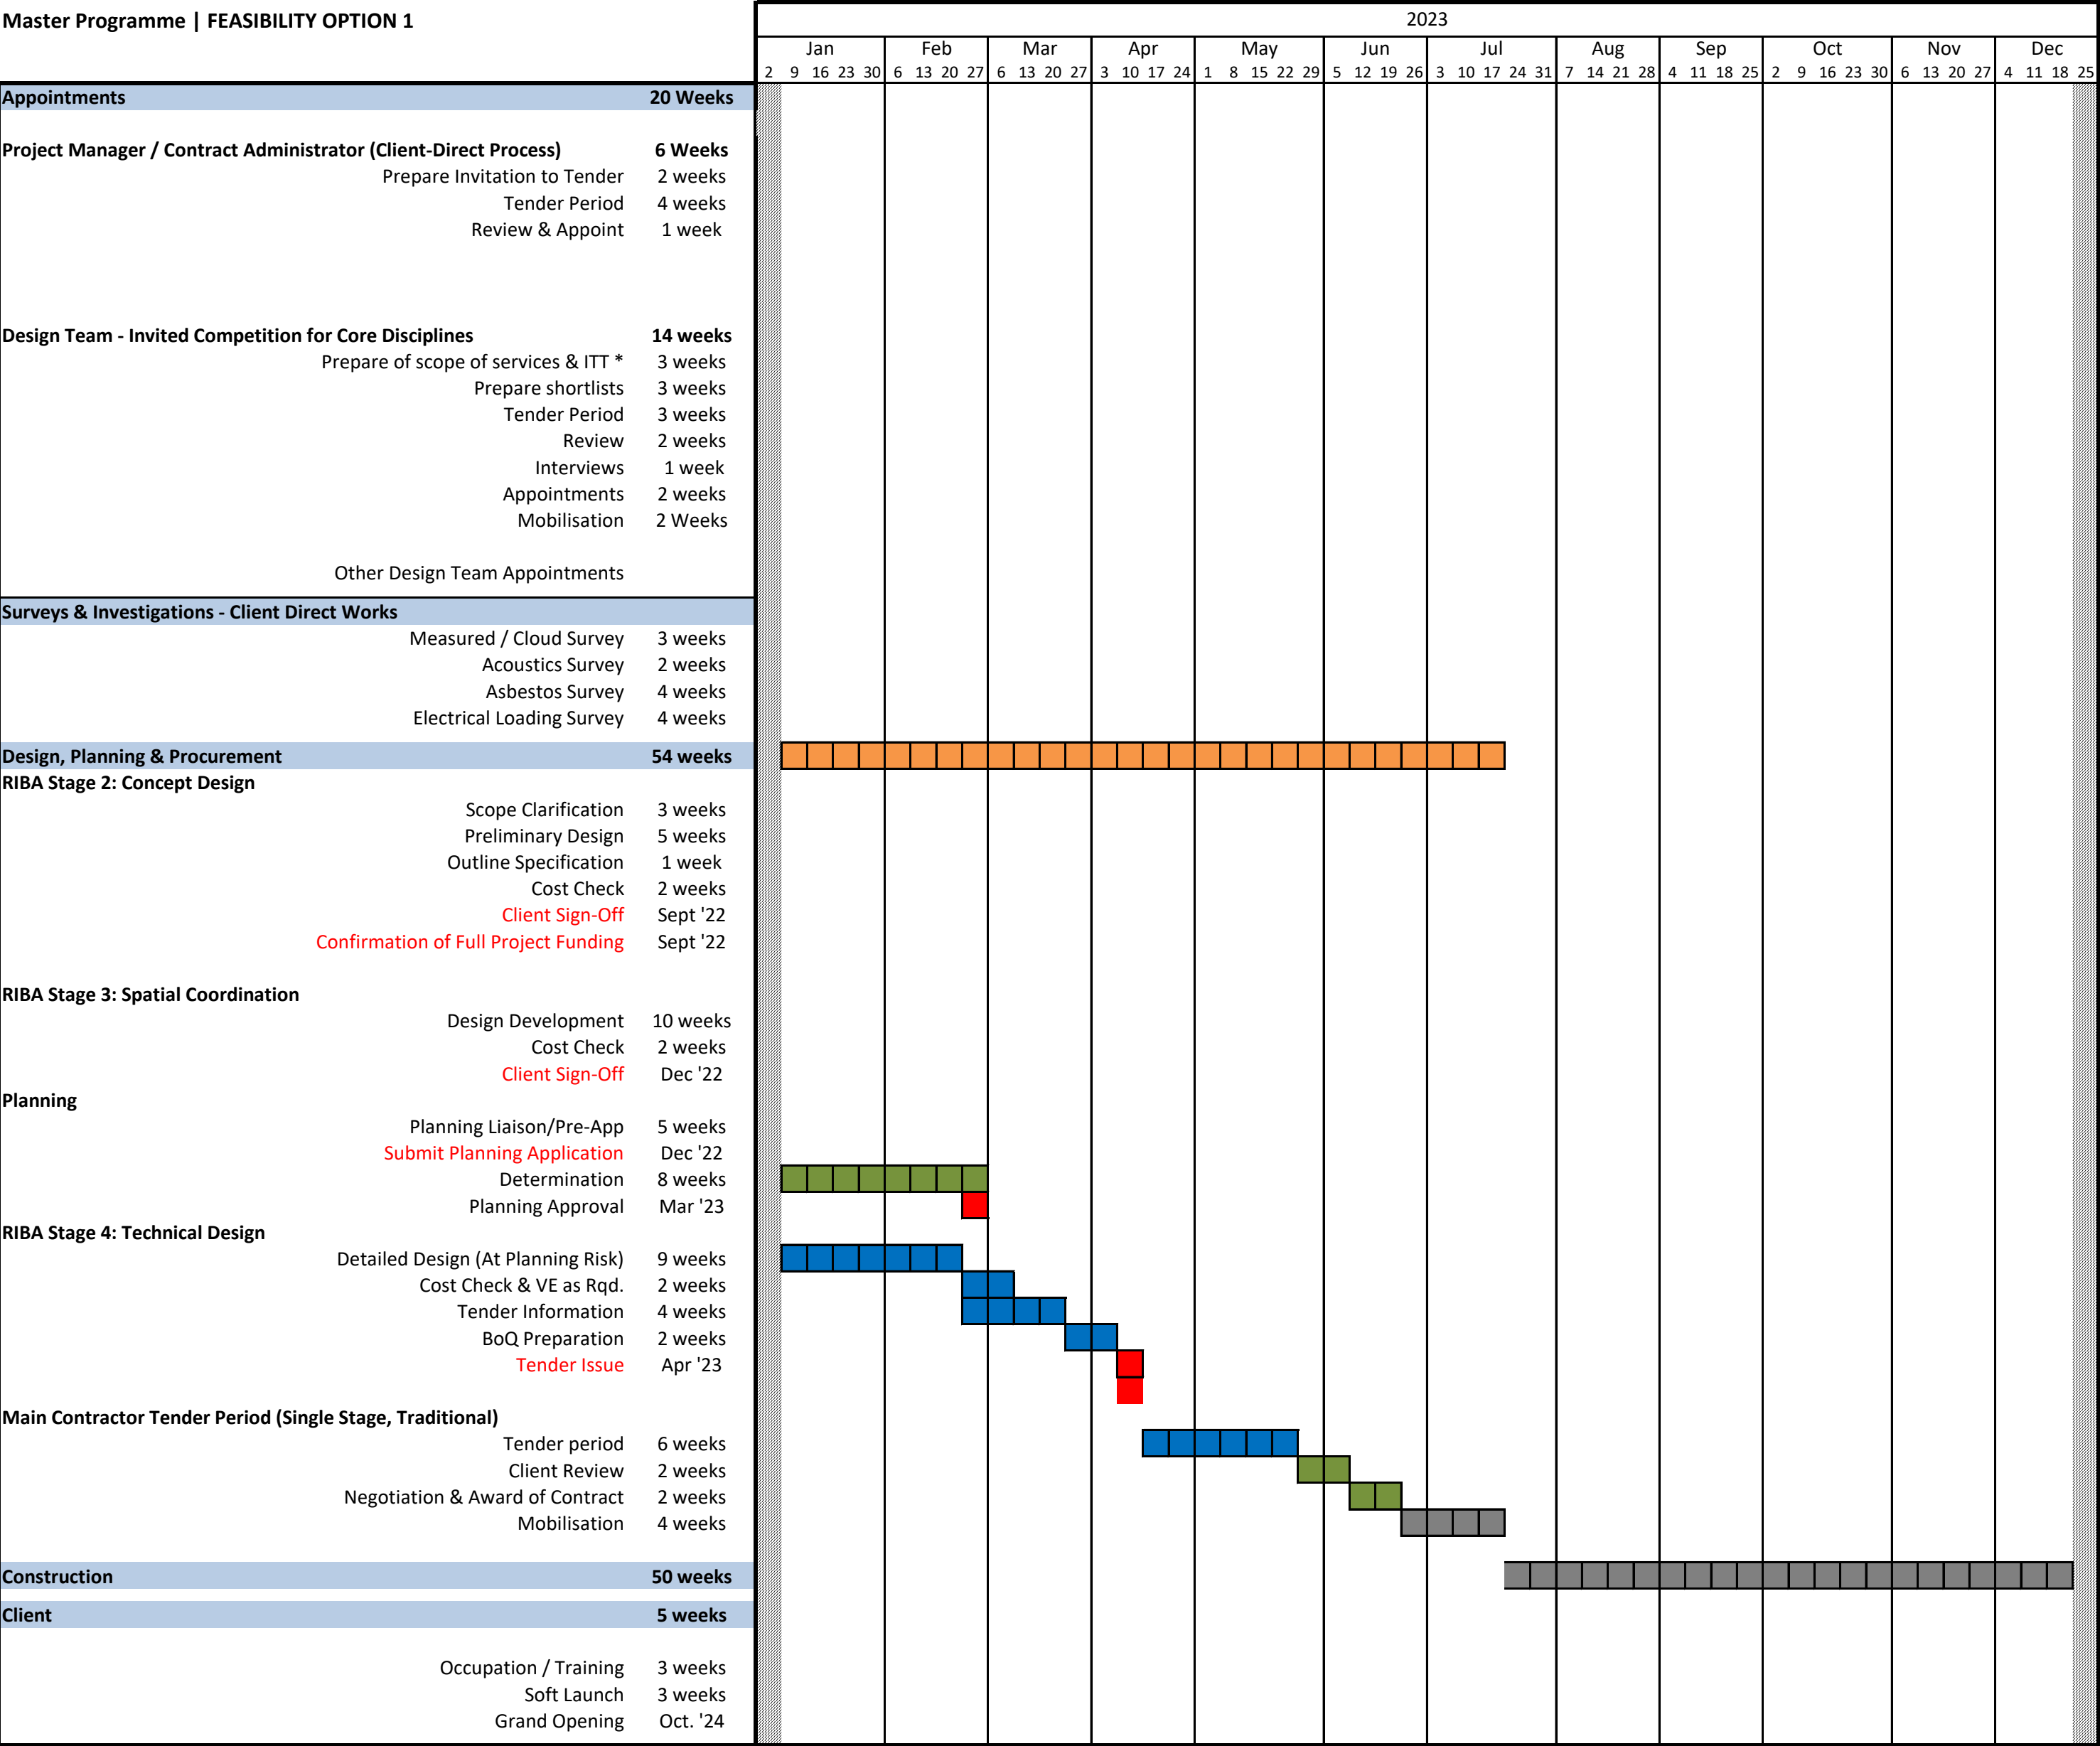 Master Programme | FEASIBILITY OPTION 1
2023
Jan Feb Mar Apr May Jun Jul Aug Sep Oct Nov Dec
2 9 16 23 30 6 13 20 27 6 13 20 27 3 10 17 24 1 8 15 22 29 5 12 19 26 3 10 17 24 31 7 14 21 28 4 11 18 25 2 9 16 23 30 6 13 20 27 4 11 18 25
Appointments 20 Weeks
Project Manager / Contract Administrator (Client-Direct Process) 6 Weeks
Prepare Invitation to Tender 2 weeks
Tender Period 4 weeks
Review & Appoint 1 week
Design Team - Invited Competition for Core Disciplines 14 weeks
Prepare of scope of services & ITT * 3 weeks
Prepare shortlists 3 weeks
Tender Period 3 weeks
Review 2 weeks
Interviews 1 week
Appointments 2 weeks
Mobilisation 2 Weeks
Other Design Team Appointments
Surveys & Investigations - Client Direct Works
Measured / Cloud Survey 3 weeks
Acoustics Survey 2 weeks
Asbestos Survey 4 weeks
Electrical Loading Survey 4 weeks
Design, Planning & Procurement 54 weeks
RIBA Stage 2: Concept Design
Scope Clarification 3 weeks
Preliminary Design 5 weeks
Outline Specification 1 week
Cost Check 2 weeks
Client Sign-Off Sept '22
Confirmation of Full Project Funding Sept '22
RIBA Stage 3: Spatial Coordination
Design Development 10 weeks
Cost Check 2 weeks
Client Sign-Off Dec '22
Planning
Planning Liaison/Pre-App 5 weeks
Submit Planning Application Dec '22
Determination 8 weeks
Planning Approval Mar '23
RIBA Stage 4: Technical Design
Detailed Design (At Planning Risk) 9 weeks
Cost Check & VE as Rqd. 2 weeks
Tender Information 4 weeks
BoQ Preparation 2 weeks
Tender Issue Apr '23
Main Contractor Tender Period (Single Stage, Traditional)
Tender period 6 weeks
Client Review 2 weeks
Negotiation & Award of Contract 2 weeks
Mobilisation 4 weeks
Construction 50 weeks
Client 5 weeks
Occupation / Training 3 weeks
Soft Launch 3 weeks
Grand Opening Oct. '24